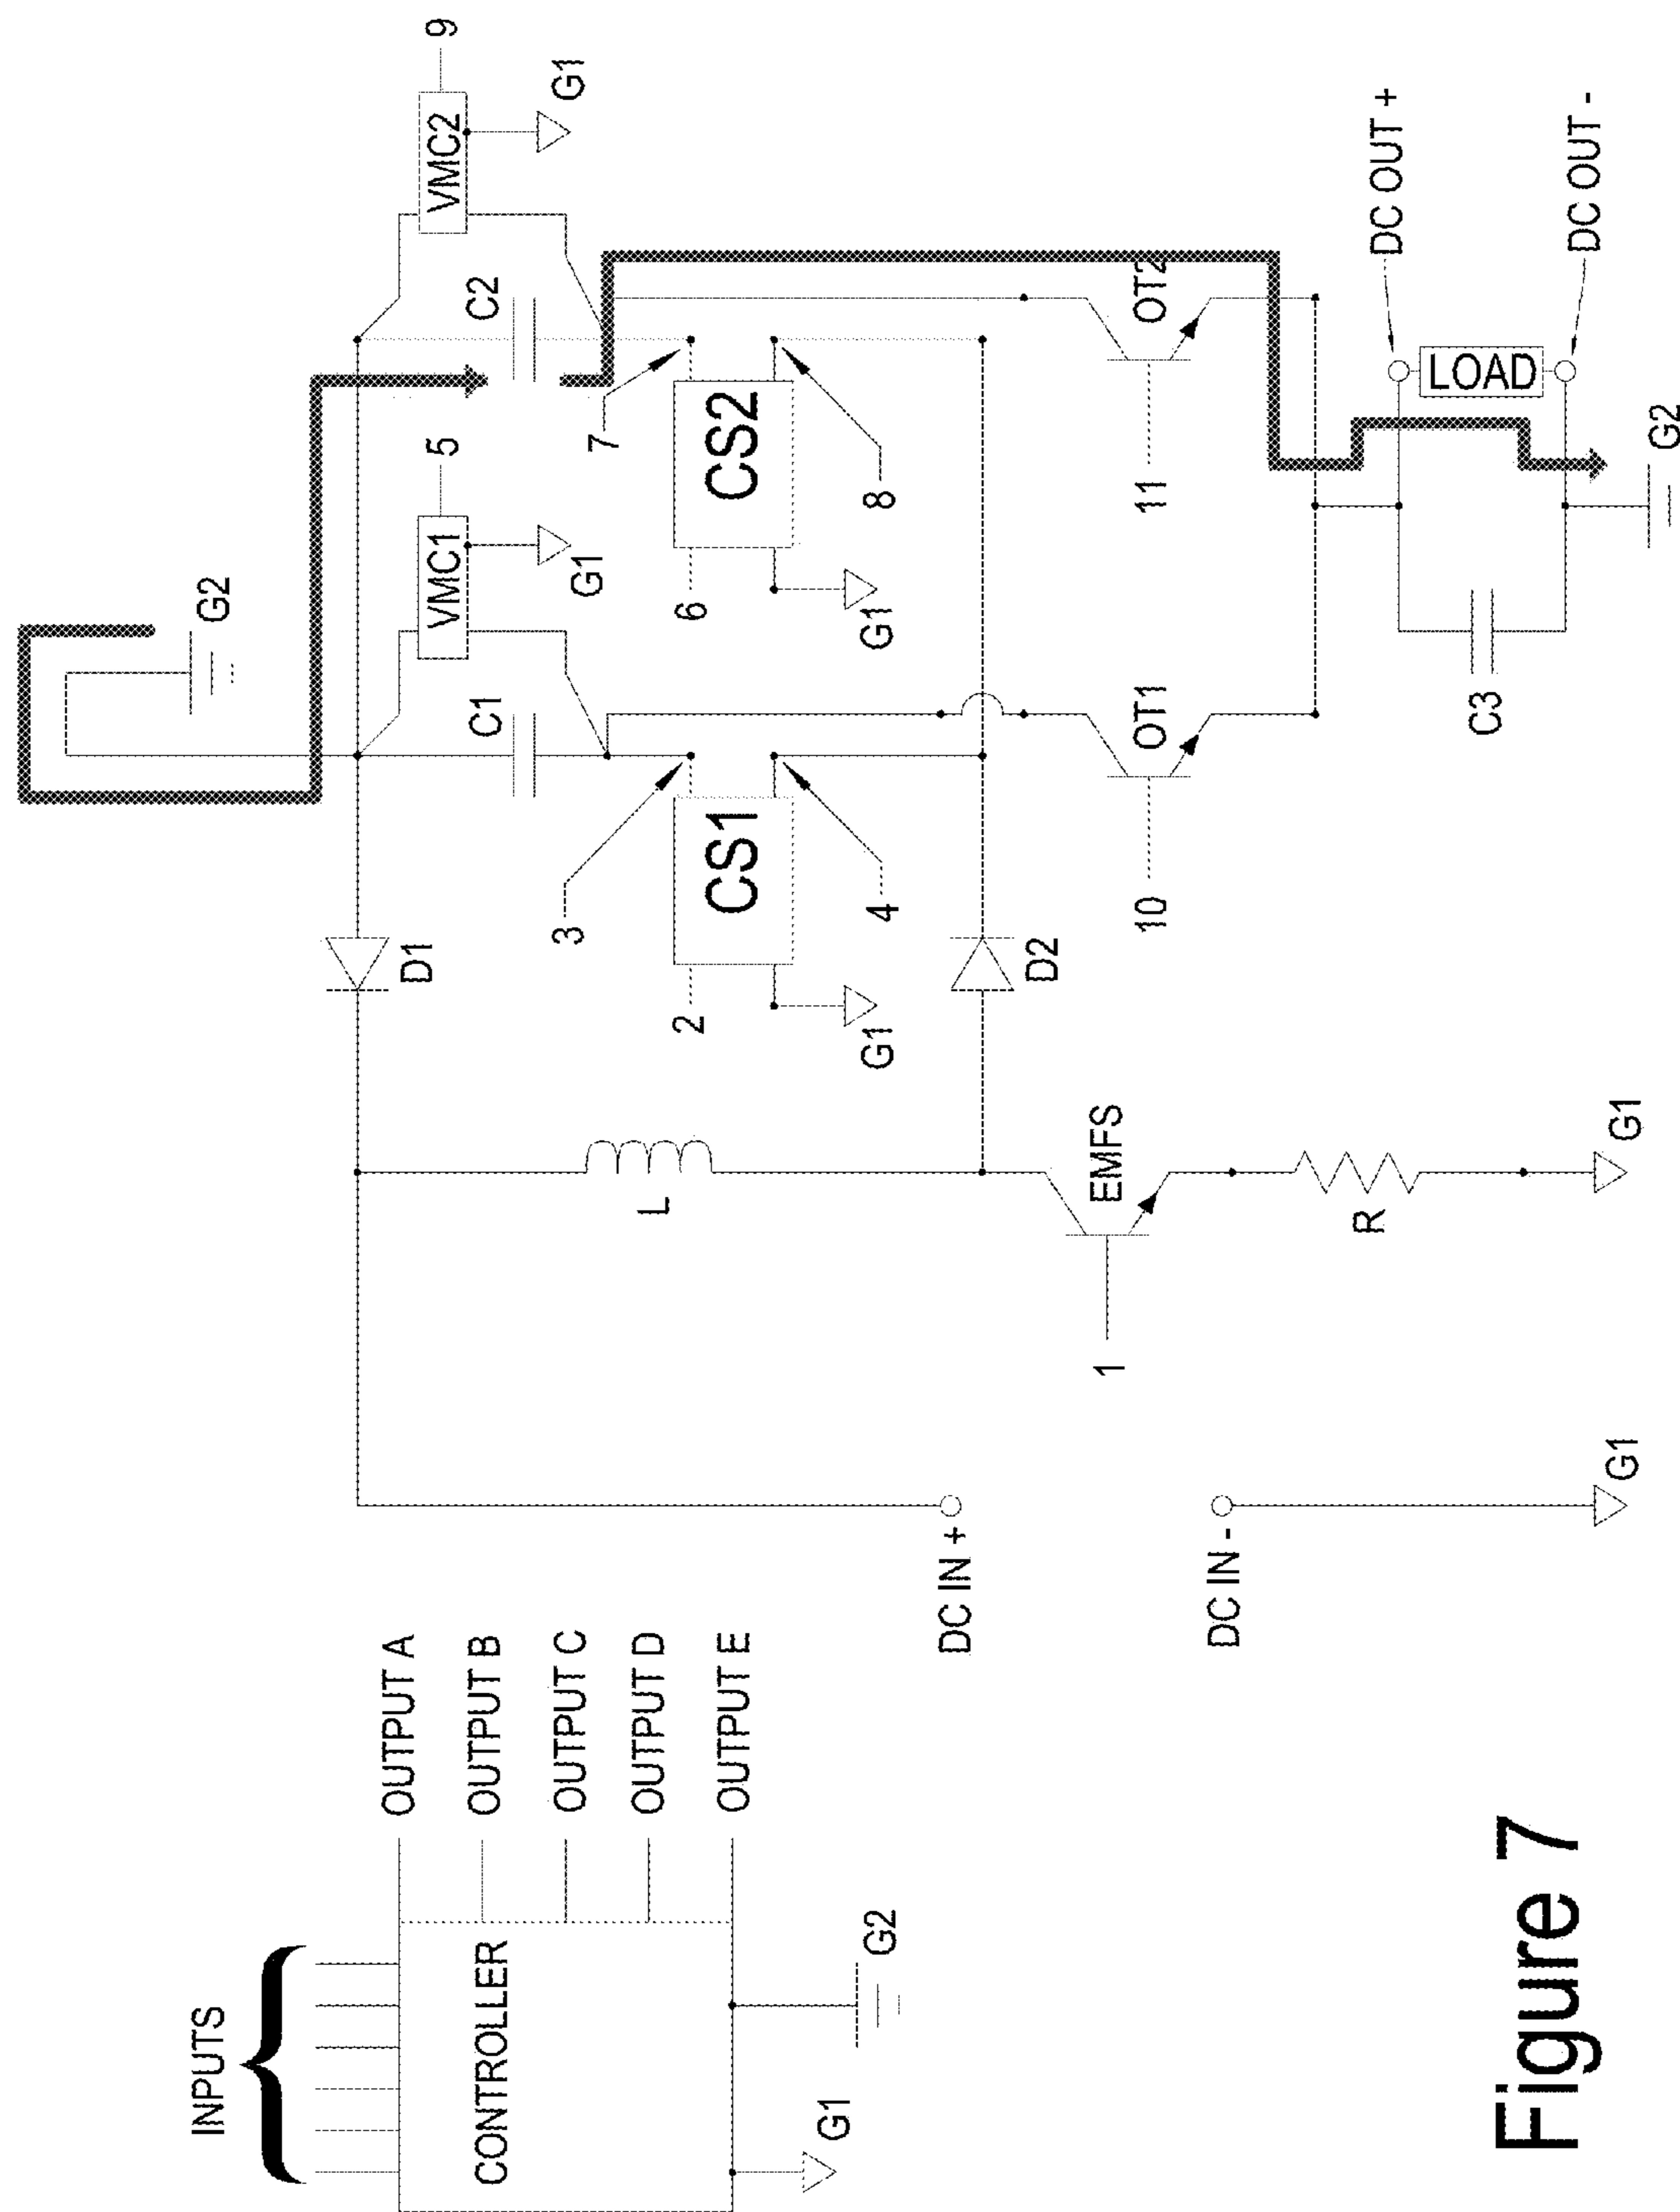 INPUTS
CONTROLLER
OUTPUT A
OUTPUT B
OUTPUT C
OUTPUT D
OUTPUT E
G1
G2
DC IN +
DC IN -
G1
L
1
EMFS
R
G1
D1
D2
G2
C1
VMC1
5
G1
3
2
CS1
4
G1
10
OT1
C2
VMC2
9
G1
7
6
CS2
8
G1
11
OT2
C3
LOAD
DC OUT +
DC OUT -
G2
Figure 7